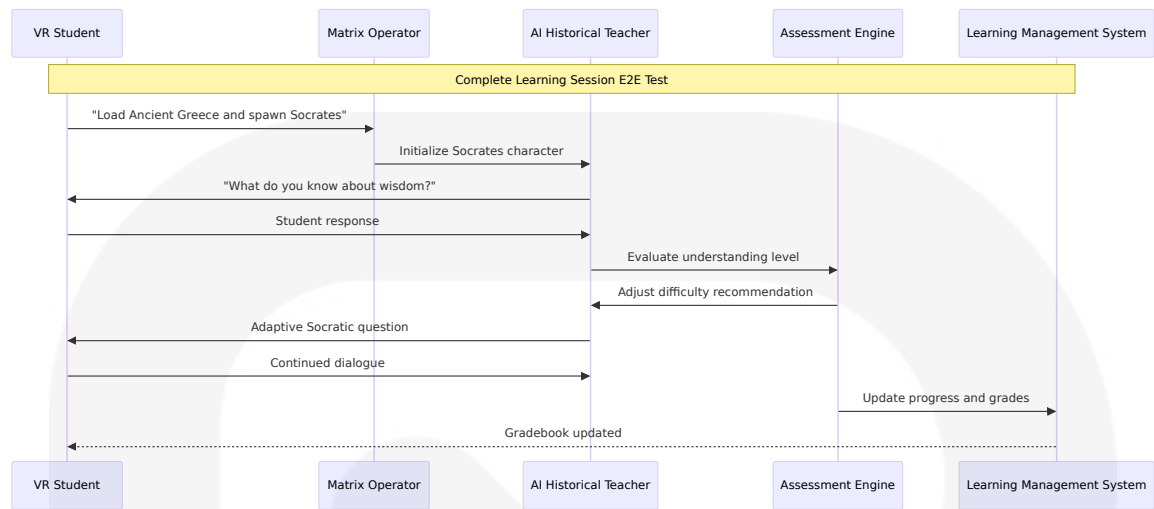 VR Student
Matrix Operator
AI Historical Teacher
Assessment Engine
Learning Management System
Complete Learning Session E2E Test
"Load Ancient Greece and spawn Socrates"
Initialize Socrates character
"What do you know about wisdom?"
Student response
Evaluate understanding level
Adjust difficulty recommendation
Adaptive Socratic question
Continued dialogue
Update progress and grades
Gradebook updated
VR Student
Matrix Operator
AI Historical Teacher
Assessment Engine
Learning Management System